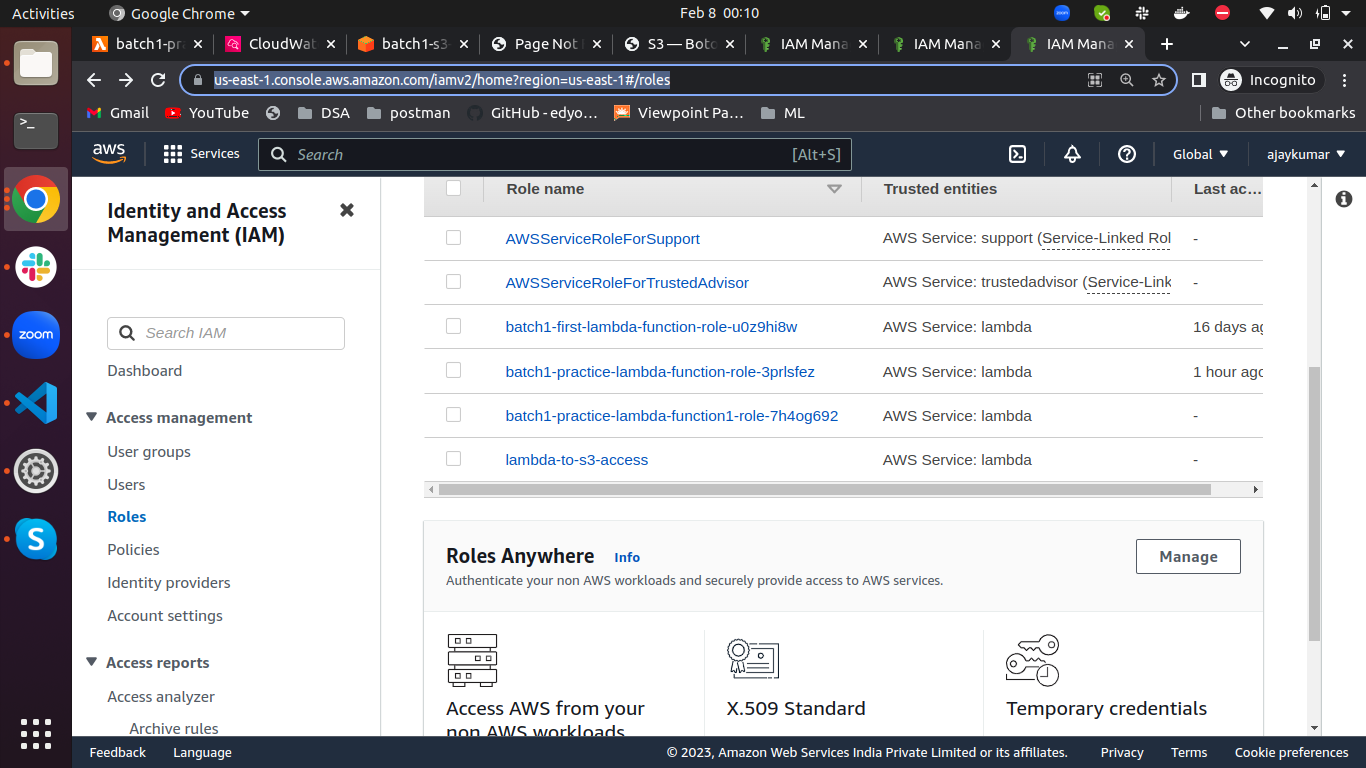 Activities
Google Chrome
Feb 8 00:10
zoom
batch1-pra
CloudWat
batch1-s3-
Page Not
S3 — Boto
IAM Mana
IAM Mana
IAM Mana
us-east-1.console.aws.amazon.com/iamv2/home?region=us-east-1#/roles
Incognito
Gmail
YouTube
DSA
postman
GitHub - edyo…
Viewpoint Pa…
ML
Other bookmarks
aws
Services
Search
[Alt+S]
Global
ajaykumar
Identity and Access
Management (IAM)
Search IAM
Dashboard
Access management
User groups
Users
Roles
Policies
Identity providers
Account settings
Access reports
Access analyzer
Archive rules
Role name
Trusted entities
Last ac…
AWSServiceRoleForSupport
AWS Service: support (Service-Linked Rol
-
AWSServiceRoleForTrustedAdvisor
AWS Service: trustedadvisor (Service-Link
-
batch1-first-lambda-function-role-u0z9hi8w
AWS Service: lambda
16 days ag
batch1-practice-lambda-function-role-3prlsfez
AWS Service: lambda
1 hour ago
batch1-practice-lambda-function1-role-7h4og692
AWS Service: lambda
-
lambda-to-s3-access
AWS Service: lambda
-
Roles Anywhere
Info
Manage
Authenticate your non AWS workloads and securely provide access to AWS services.
Access AWS from your
non AWS workloads
X.509 Standard
Temporary credentials
zoom
Feedback
Language
© 2023, Amazon Web Services India Private Limited or its affiliates.
Privacy
Terms
Cookie preferences